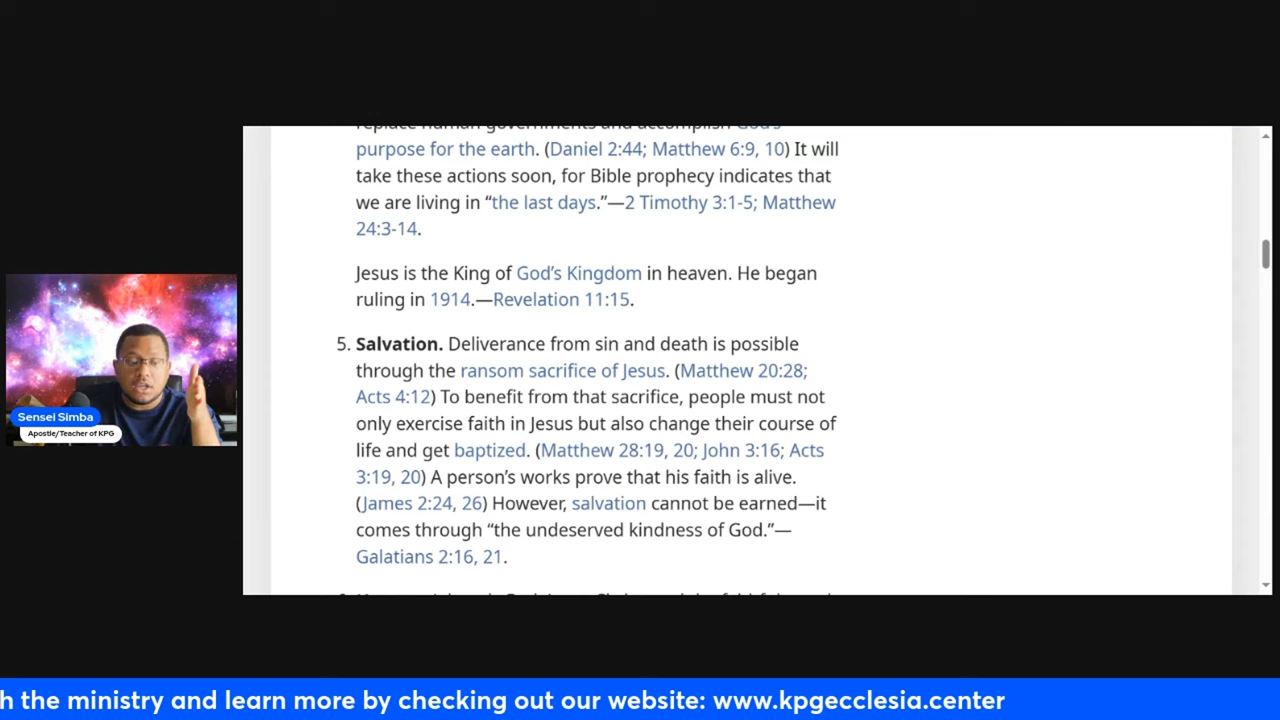 replace human governments and accomplish God's
purpose for the earth. (Daniel 2:44; Matthew 6:9, 10) It will
take these actions soon, for Bible prophecy indicates that
we are living in “the last days.”—2 Timothy 3:1-5; Matthew
24:3-14.
Jesus is the King of God’s Kingdom in heaven. He began
ruling in 1914.—Revelation 11:15.
5. Salvation. Deliverance from sin and death is possible
through the ransom sacrifice of Jesus. (Matthew 20:28;
Acts 4:12) To benefit from that sacrifice, people must not
only exercise faith in Jesus but also change their course of
life and get baptized. (Matthew 28:19, 20; John 3:16; Acts
3:19, 20) A person’s works prove that his faith is alive.
(James 2:24, 26) However, salvation cannot be earned—it
comes through “the undeserved kindness of God.”—
Galatians 2:16, 21.
Sensei Simba
Apostle/Teacher of KPG
h the ministry and learn more by checking out our website: www.kpgecclesia.center